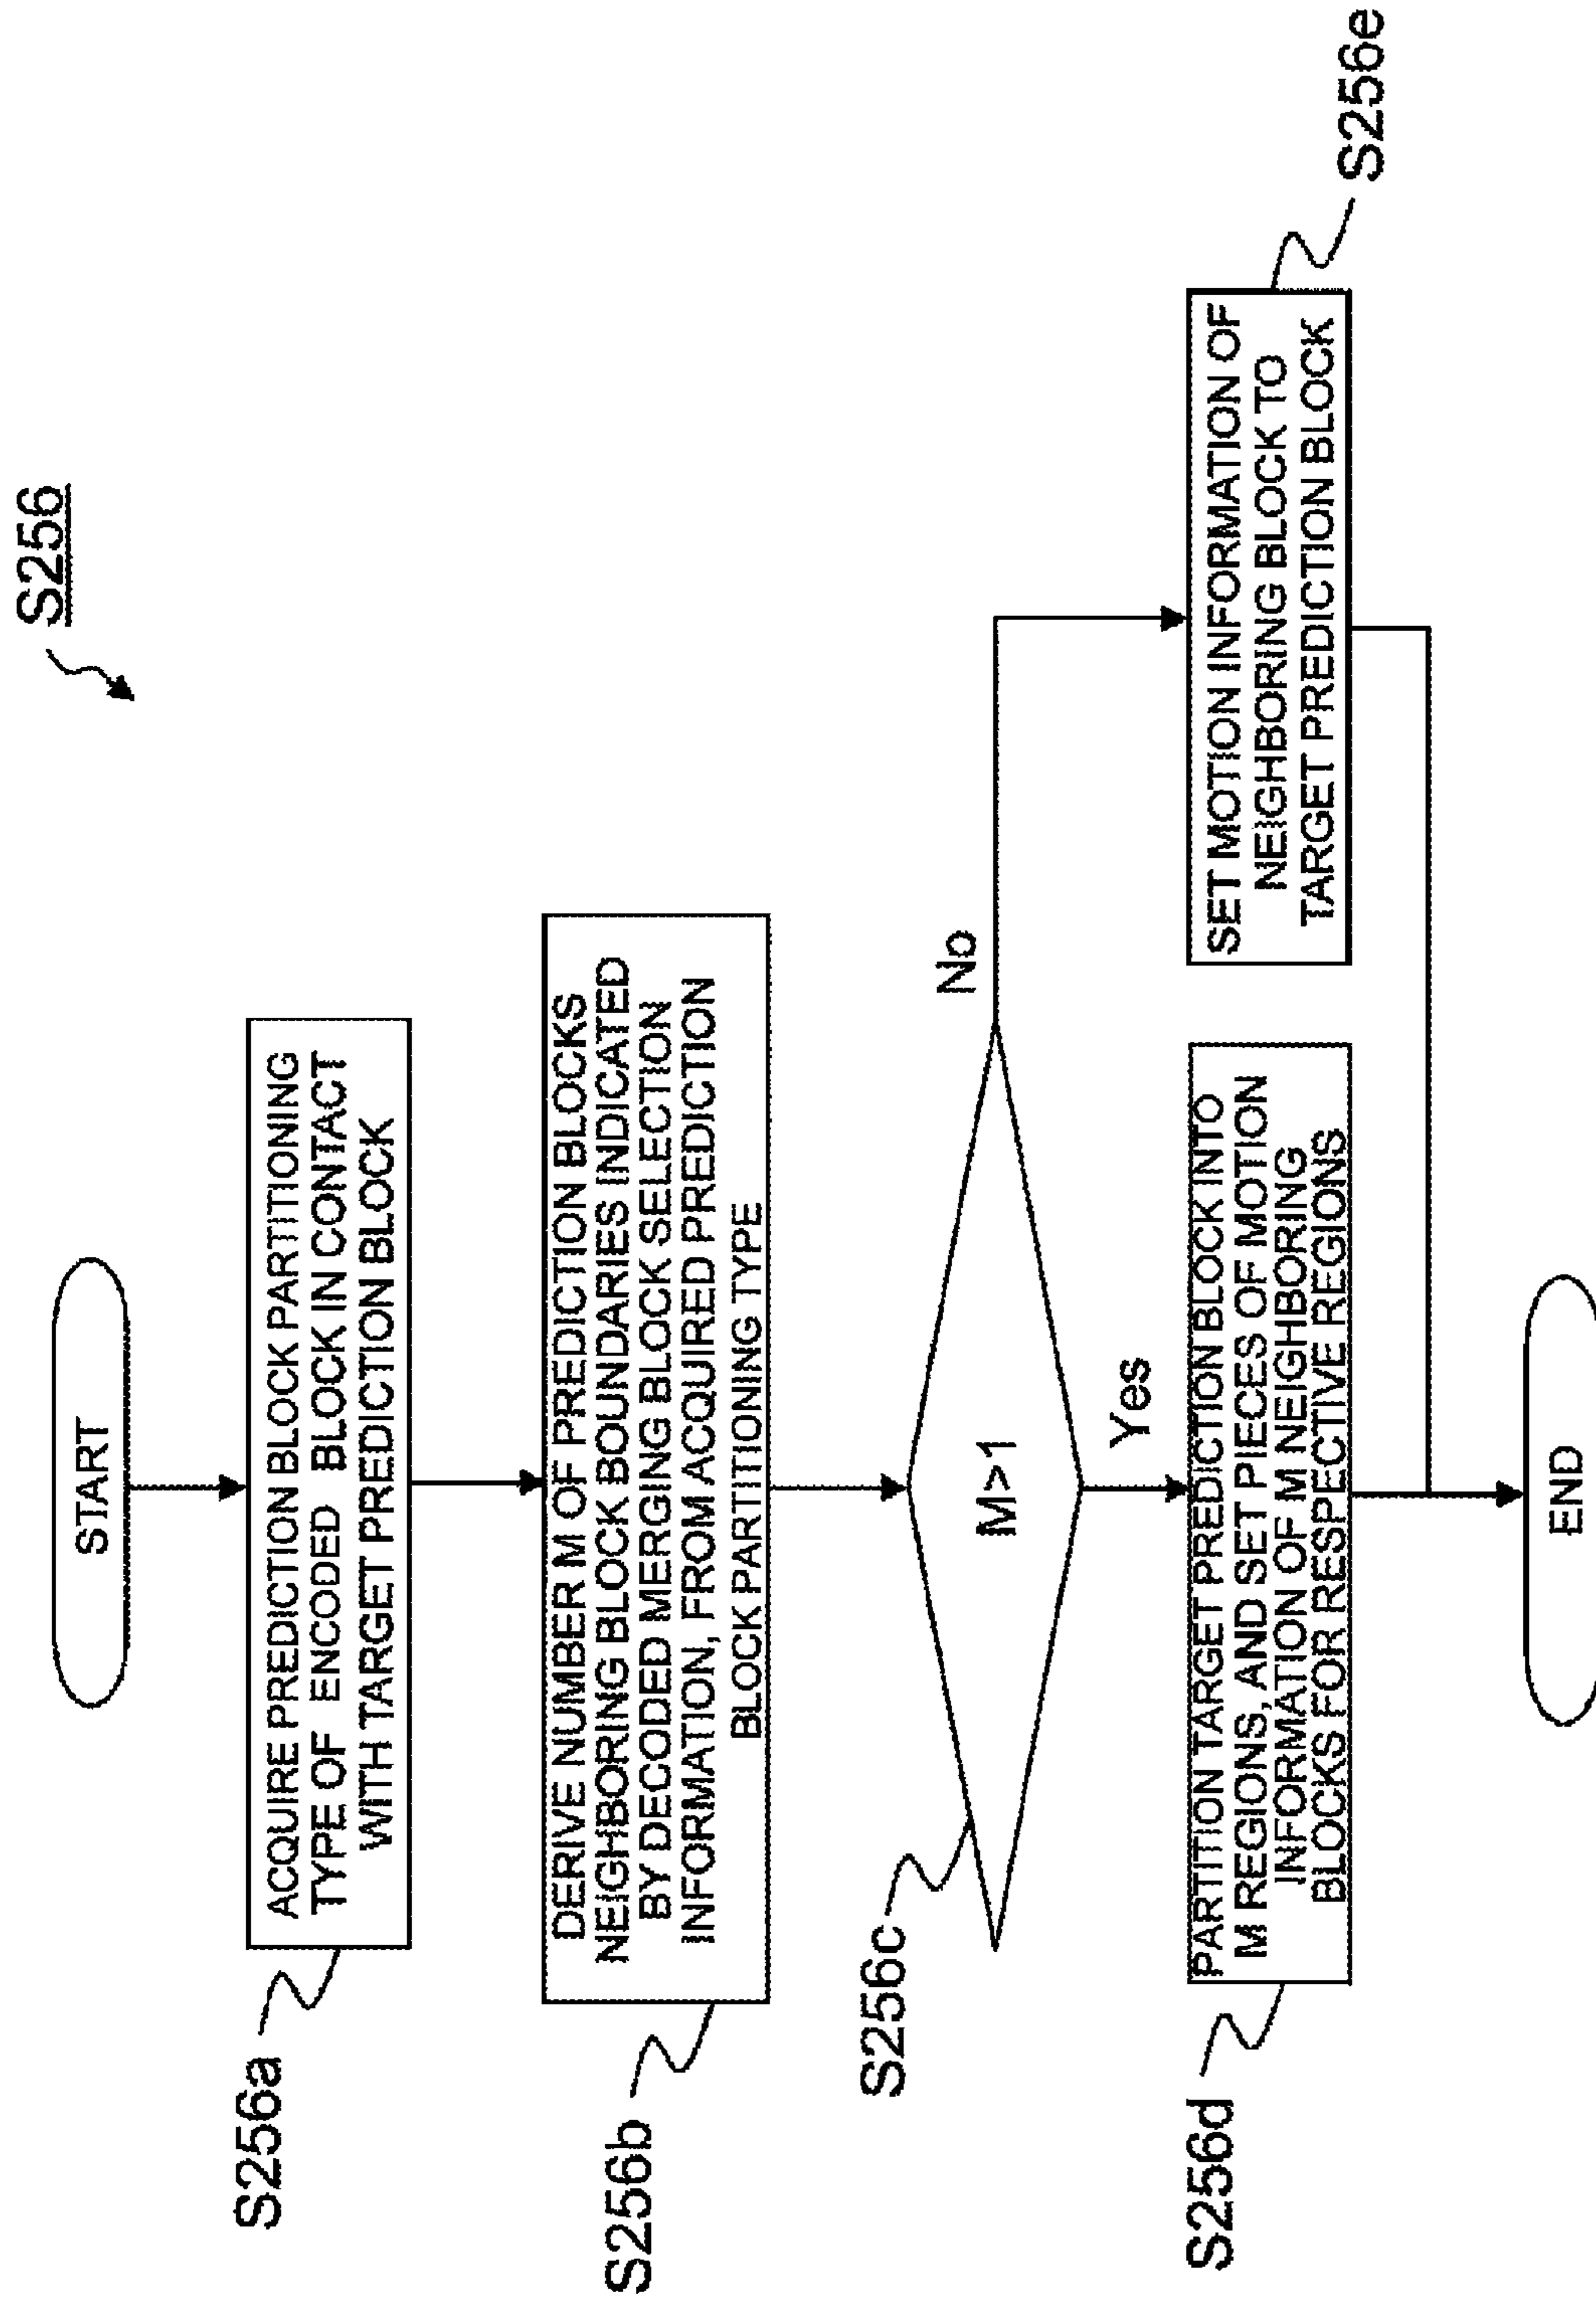 S256
START
S256a
ACQUIRE PREDICTION BLOCK PARTITIONING
TYPE OF ENCODED BLOCK IN CONTACT
WITH TARGET PREDICTION BLOCK
S256b
DERIVE NUMBER M OF PREDICTION BLOCKS
NEIGHBORING BLOCK BOUNDARIES INDICATED
BY DECODED MERGING BLOCK SELECTION
INFORMATION, FROM ACQUIRED PREDICTION
BLOCK PARTITIONING TYPE
S256c
M>1
No
Yes
S256d
PARTITION TARGET PREDICTION BLOCK INTO
M REGIONS, AND SET PIECES OF MOTION
INFORMATION OF M NEIGHBORING
BLOCKS FOR RESPECTIVE REGIONS
SET MOTION INFORMATION OF
NEIGHBORING BLOCK TO
TARGET PREDICTION BLOCK
S256e
END